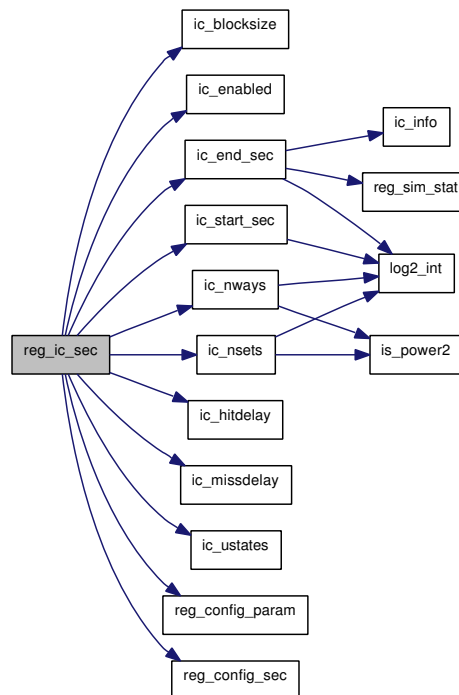 ic_blocksize
ic_enabled
ic_info
ic_end_sec
reg_sim_stat
ic_start_sec
log2_int
ic_nways
reg_ic_sec
ic_nsets
is_power2
ic_hitdelay
ic_missdelay
ic_ustates
reg_config_param
reg_config_sec